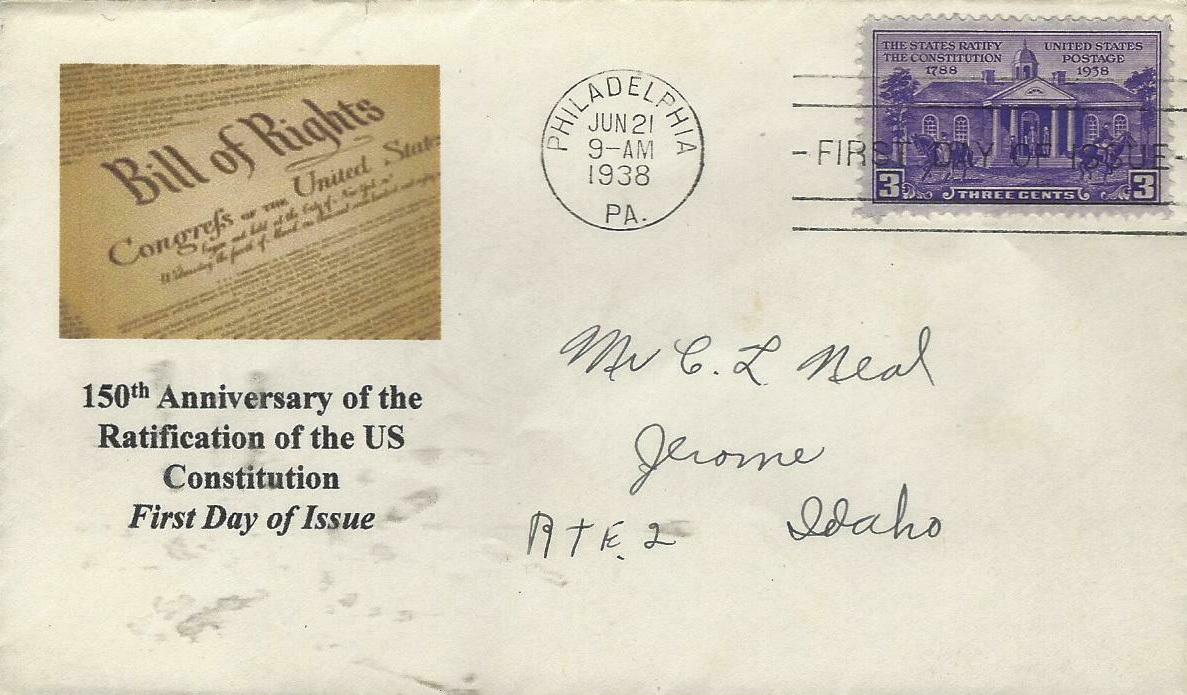 Bill of Rights
Congrefs OF THE United State
150th Anniversary of the
Ratification of the US
Constitution
First Day of Issue
PHILADELPHIA
JUN 21
9-AM
1938
PA.
THE STATES RATIFY
THE CONSTITUTION
1788
UNITED STATES
POSTAGE
1938
FIRST DAY OF ISSUE
3 THREE CENTS 3
Mr C. L. Neal
Jerome
Idaho
RTE. 2